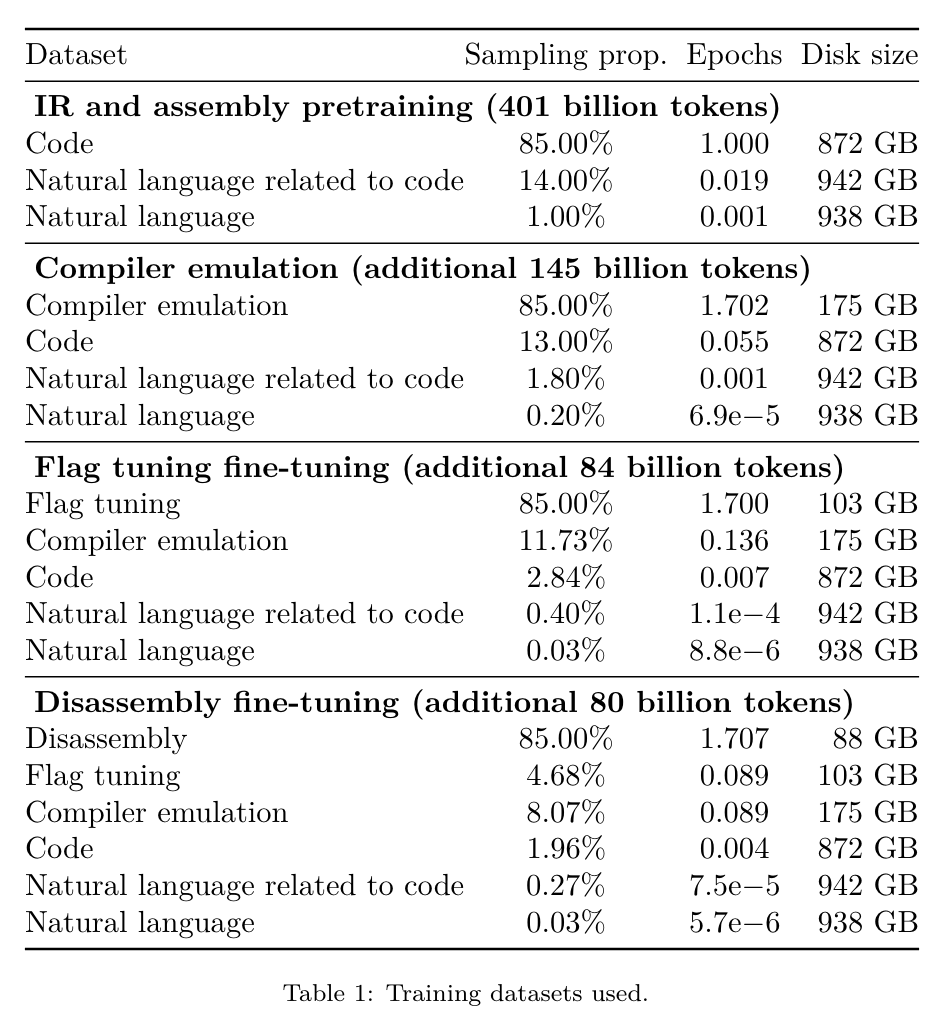 Dataset Sampling prop. Epochs Disk size
IR and assembly pretraining (401 billion tokens)
Code 85.00% 1.000 872 GB
Natural language related to code 14.00% 0.019 942 GB
Natural language 1.00% 0.001 938 GB
Compiler emulation (additional 145 billion tokens)
Compiler emulation 85.00% 1.702 175 GB
Code 13.00% 0.055 872 GB
Natural language related to code 1.80% 0.001 942 GB
Natural language 0.20% 6.9e−5 938 GB
Flag tuning fine-tuning (additional 84 billion tokens)
Flag tuning 85.00% 1.700 103 GB
Compiler emulation 11.73% 0.136 175 GB
Code 2.84% 0.007 872 GB
Natural language related to code 0.40% 1.1e−4 942 GB
Natural language 0.03% 8.8e−6 938 GB
Disassembly fine-tuning (additional 80 billion tokens)
Disassembly 85.00% 1.707 88 GB
Flag tuning 4.68% 0.089 103 GB
Compiler emulation 8.07% 0.089 175 GB
Code 1.96% 0.004 872 GB
Natural language related to code 0.27% 7.5e−5 942 GB
Natural language 0.03% 5.7e−6 938 GB
Table 1: Training datasets used.